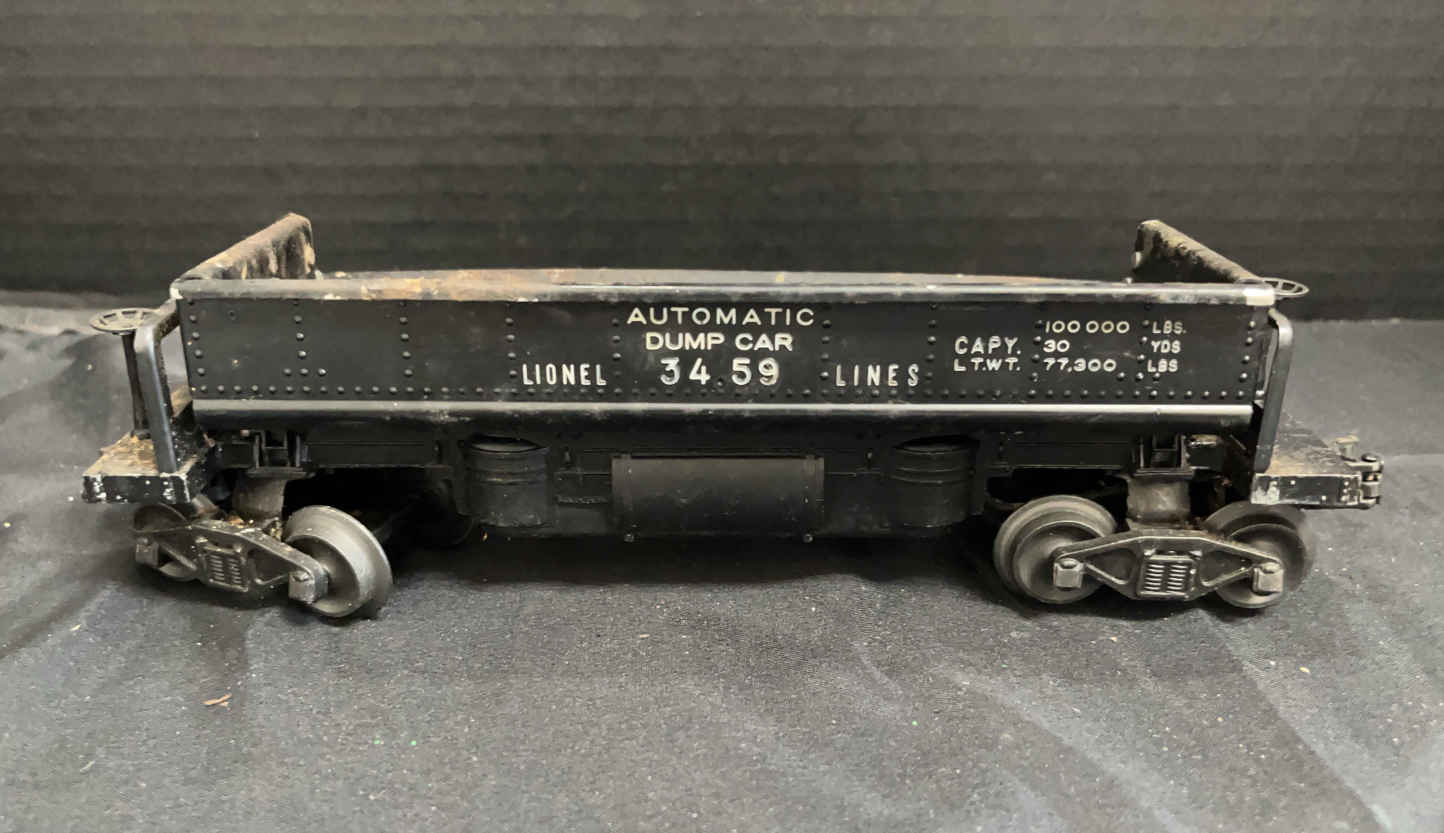 AUTOMATIC
DUMP CAR
LIONEL 3459 LINES
CAPY. 100000 LBS.
30 YDS
LT.WT. 77,300 LBS